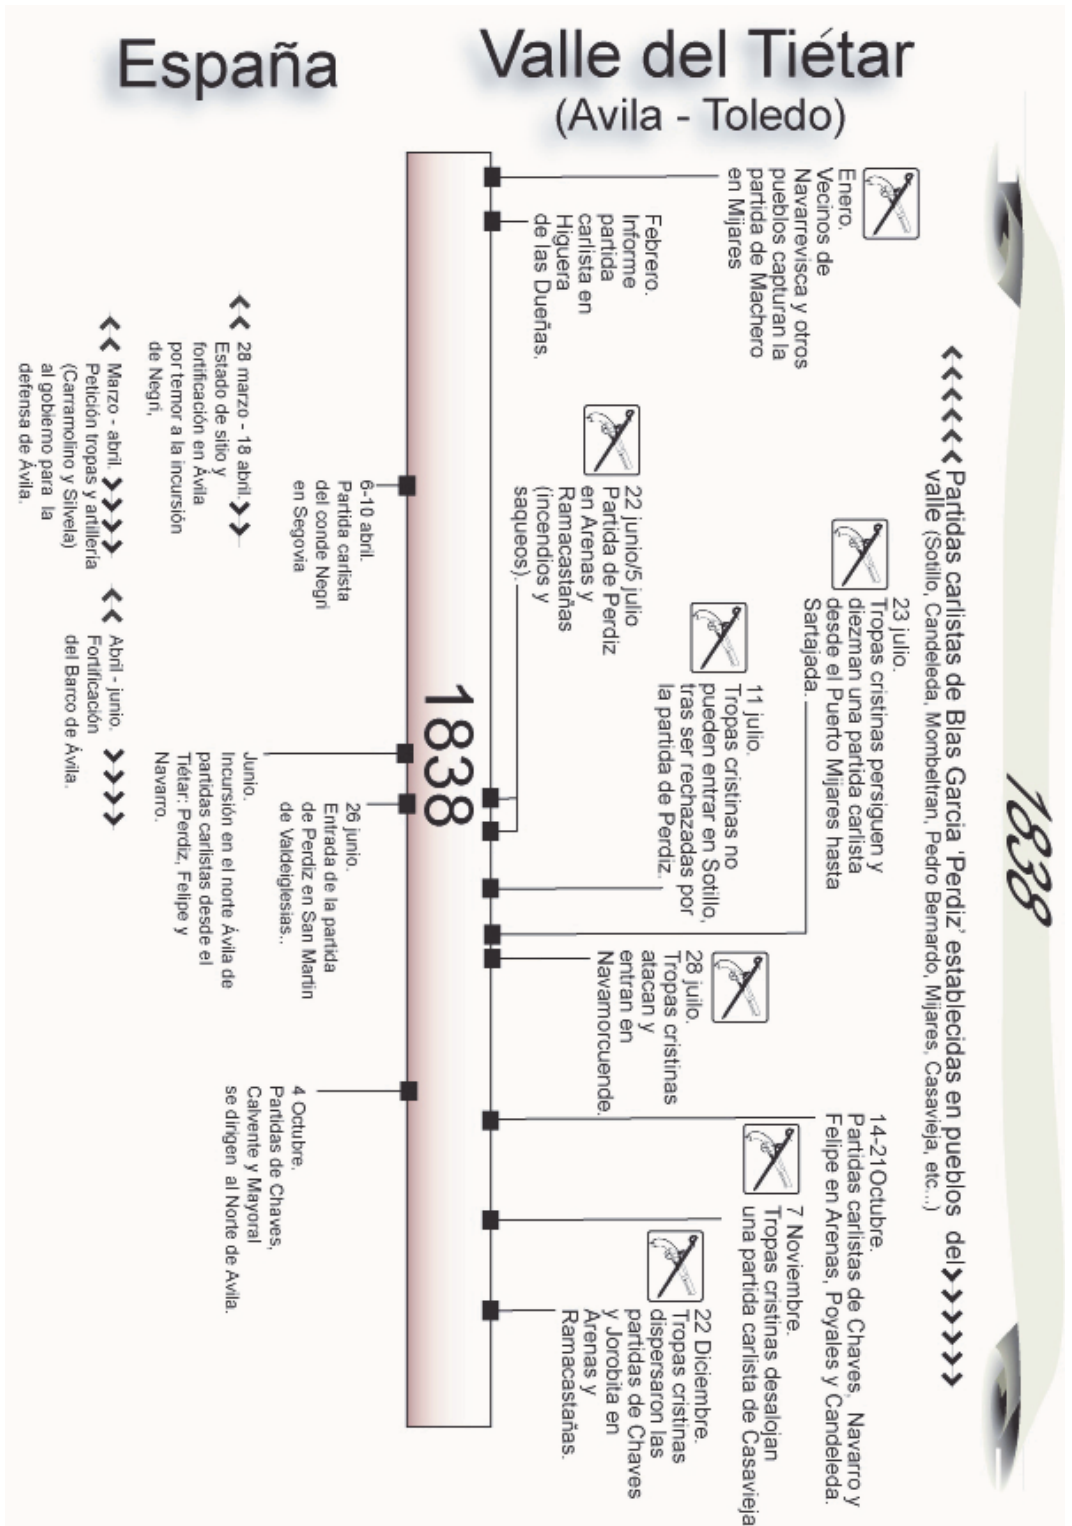 España
Valle del Tiétar
(Avila - Toledo)
1838
Partidas carlistas de Blas Garcia 'Perdiz' establecidas en pueblos del
valle (Sotillo, Candeleda, Mombeltran, Pedro Bernardo, Mijares, Casavieja, etc...)
Enero.
Vecinos de
Navarrevisca y otros
pueblos capturan la
partida de Machero
en Mijares
Febrero.
Informe
partida
carlista en
Higuera
de las Dueñas.
22 junio/5 julio
Partida de Perdiz
en Arenas y
Ramacastañas
(incendios y
saqueos).
11 julio.
Tropas cristinas no
pueden entrar en Sotillo,
tras ser rechazadas por
la partida de Perdiz.
23 julio.
Tropas cristinas persiguen y
diezman una partida carlista
desde el Puerto Mijares hasta
Sartajada.
28 juilo.
Tropas cristinas
atacan y
entran en
Navamorcuende.
14-21Octubre.
Partidas carlistas de Chaves, Navarro y
Felipe en Arenas, Poyales y Candeleda.
7 Noviembre.
Tropas cristinas desalojan
una partida carlista de Casavieja
22 Diciembre.
Tropas cristinas
dispersaron las
partidas de Chaves
y Jorobita en
Arenas y
Ramacastañas.
1838
28 marzo - 18 abril.
Estado de sitio y
fortificación en Ávila
por temor a la incursión
de Negri,
Marzo - abril.
Petición tropas y artillería
(Carramolino y Silvela)
al gobierno para la
defensa de Ávila.
6-10 abril.
Partida carlista
del conde Negri
en Segovia
Abril - junio.
Fortificación
del Barco de Ávila.
Junio.
Incursión en el norte Ávila de
partidas carlistas desde el
Tiétar: Perdiz, Felipe y
Navarro.
26 junio.
Entrada de la partida
de Perdiz en San Martin
de Valdeiglesias..
4 Octubre.
Partidas de Chaves,
Calvente y Mayoral
se dirigen al Norte de Avila.